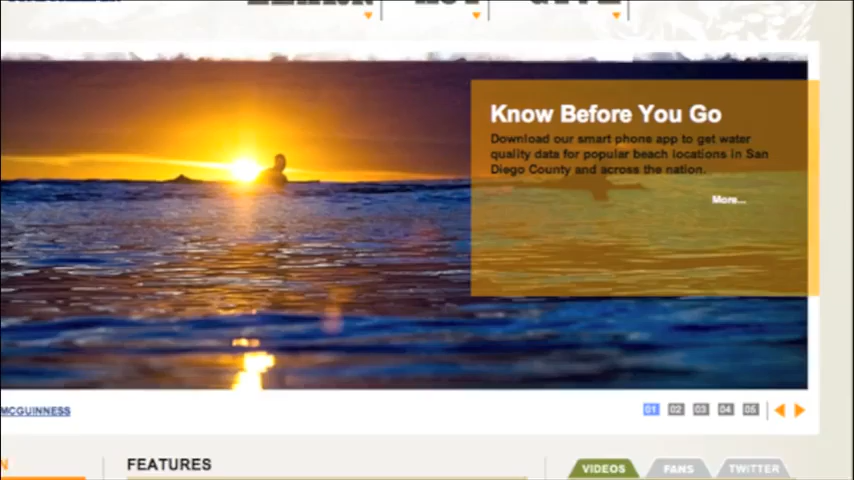 Know Before You Go
Download our smart phone app to get water
quality data for popular beach locations in San
Diego County and across the nation.
More...
MCGUINNESS
01 02 03 04 05
FEATURES
VIDEOS FANS TWITTER